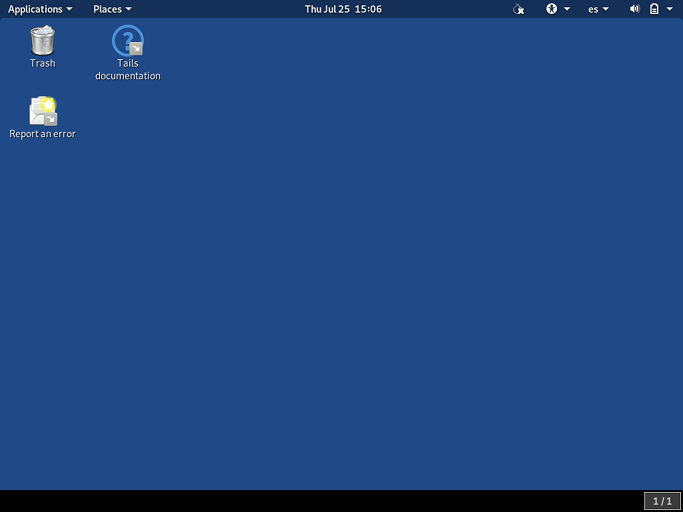 Applications Places Thu Jul 25 15:06 es
Trash
Tails
documentation
Report an error
1 / 1